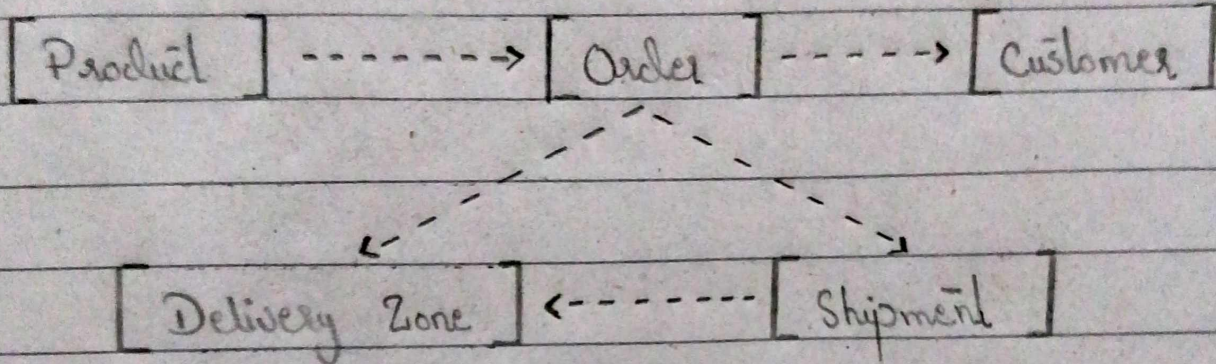 [Product] -------> [Order] -----> [Customer]
[Delivery Zone] <------- [Shipment]